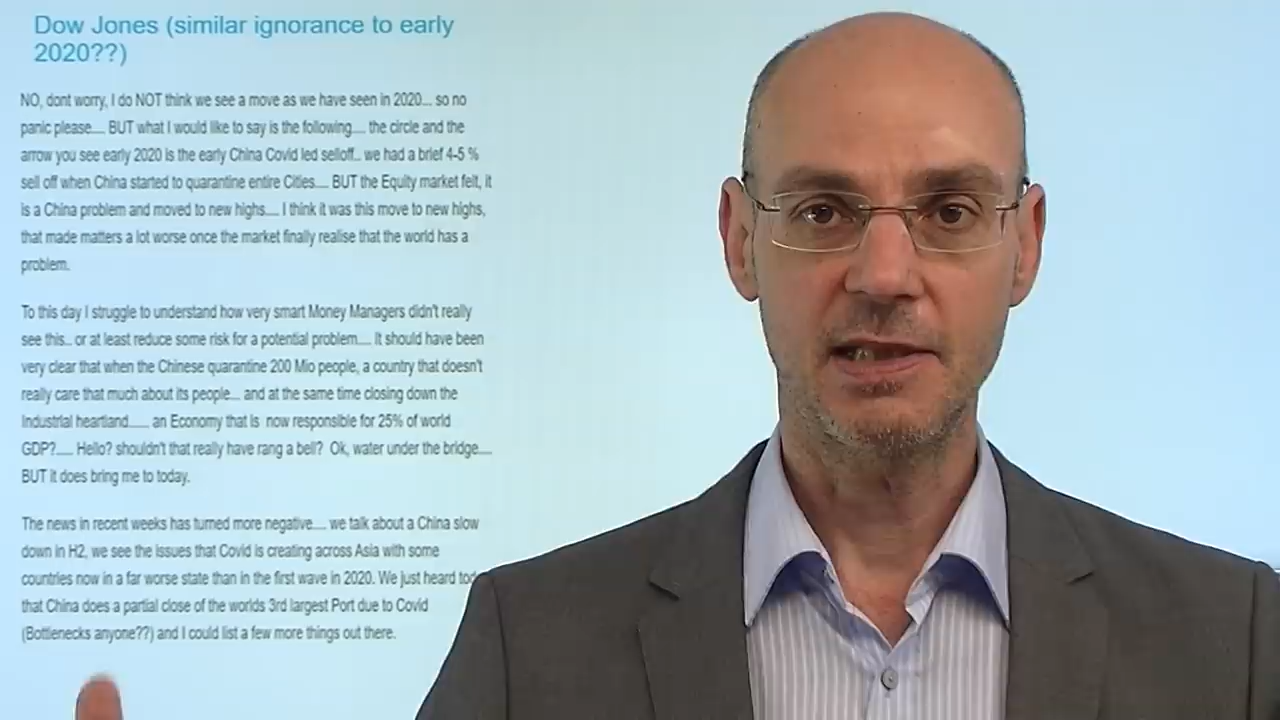 Dow Jones (similar ignorance to early
2020??)
NO, dont worry, I do NOT think we see a move as we have seen in 2020.... so no
panic please.... BUT what I would like to say is the following.... the circle and the
arrow you see early 2020 is the early China Covid led selloff.. we had a brief 4-5 %
sell off when China started to quarantine entire Cities.... BUT the Equity market felt, it
is a China problem and moved to new highs.... I think it was this move to new highs,
that made matters a lot worse once the market finally realise that the world has a
problem.
To this day I struggle to understand how very smart Money Managers didn't really
see this.. or at least reduce some risk for a potential problem.... It should have been
very clear that when the Chinese quarantine 200 Mio people, a country that doesn't
really care that much about its people... and at the same time closing down the
Industrial heartland...... an Economy that is now responsible for 25% of world
GDP?.... Hello? shouldn't that really have rang a bell? Ok, water under the bridge....
BUT it does bring me to today.
The news in recent weeks has turned more negative.... we talk about a China slow
down in H2, we see the issues that Covid is creating across Asia with some
countries now in a far worse state than in the first wave in 2020. We just heard tod
that China does a partial close of the worlds 3rd largest Port due to Covid
(Bottlenecks anyone??) and I could list a few more things out there.